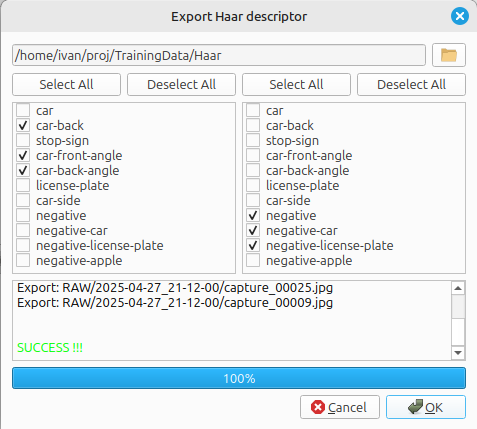 Export Haar descriptor
/home/ivan/proj/TrainingData/Haar
Select All
Deselect All
Select All
Deselect All
car
car-back
stop-sign
car-front-angle
car-back-angle
license-plate
car-side
negative
negative-car
negative-license-plate
negative-apple
car
car-back
stop-sign
car-front-angle
car-back-angle
license-plate
car-side
negative
negative-car
negative-license-plate
negative-apple
Export: RAW/2025-04-27_21-12-00/capture_00025.jpg
Export: RAW/2025-04-27_21-12-00/capture_00009.jpg
SUCCESS !!!
100%
Cancel
OK